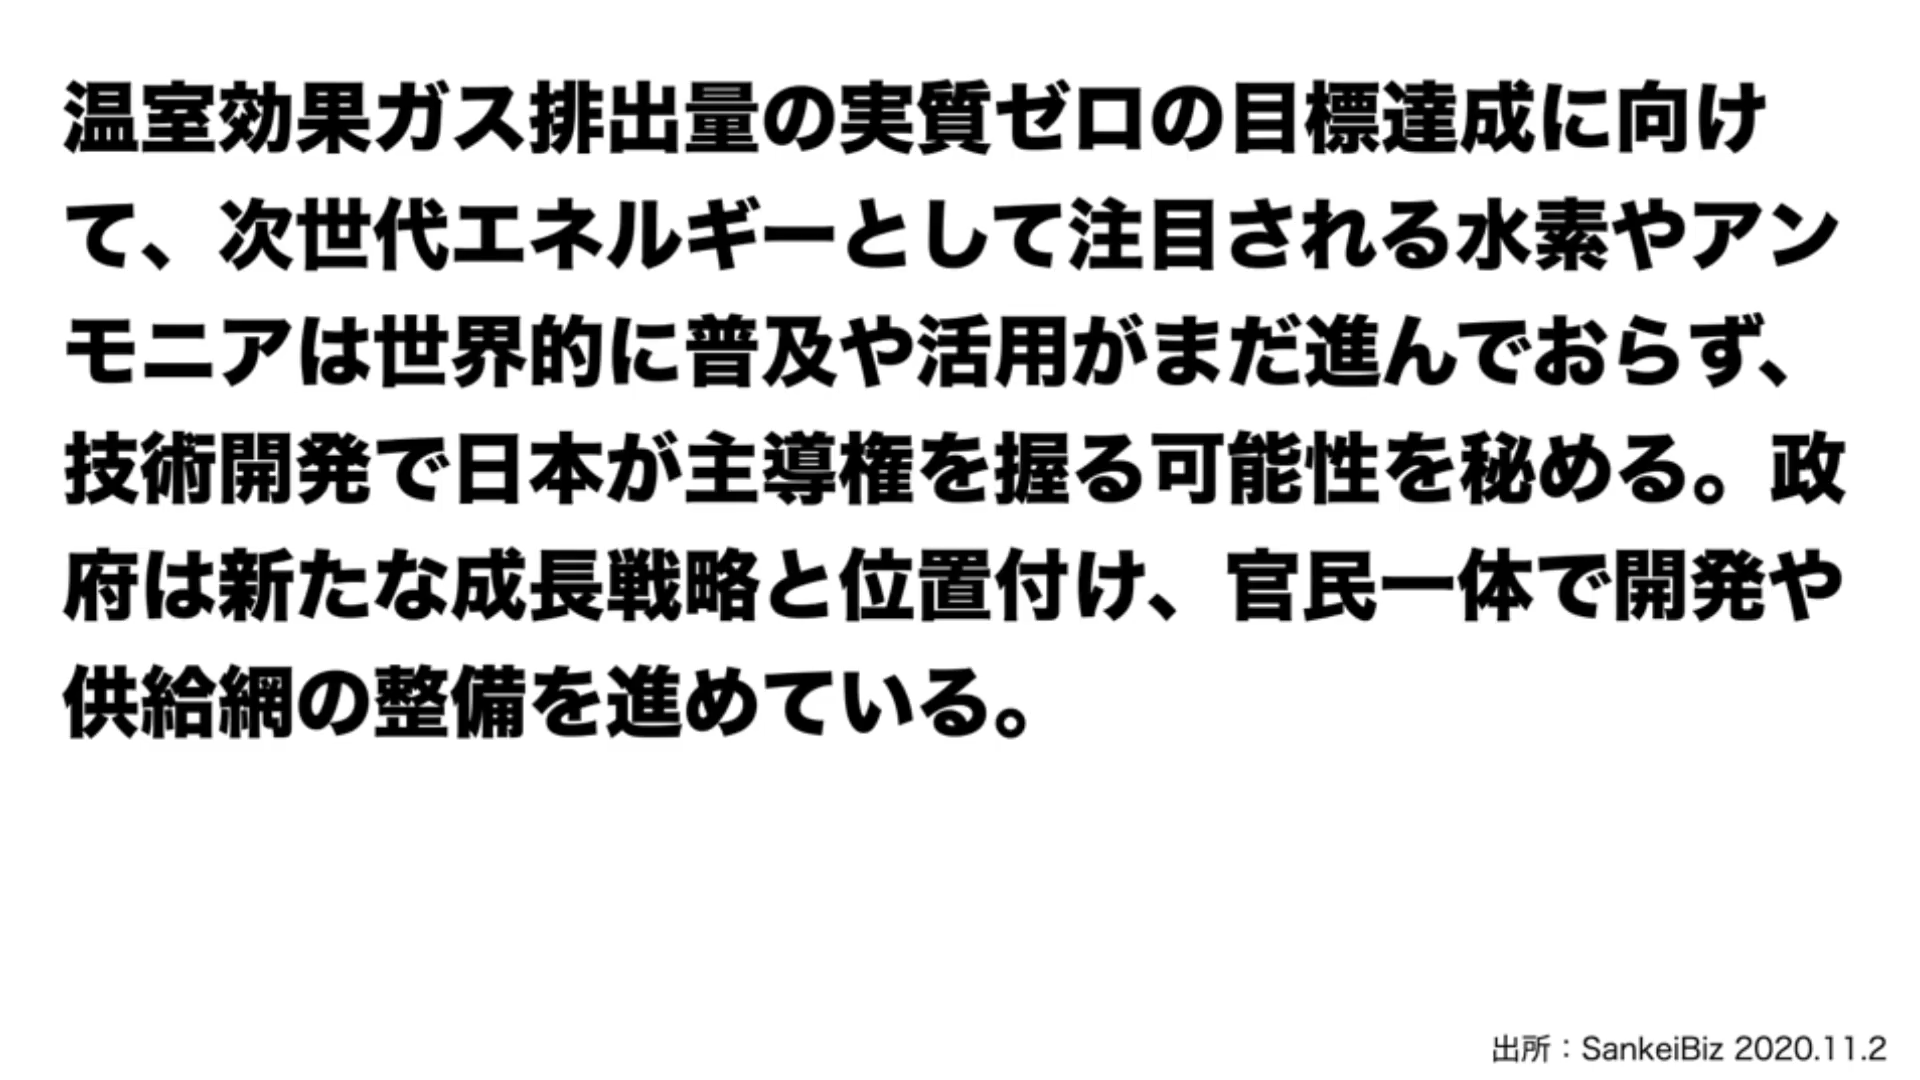 温室効果ガス排出量の実質ゼロの目標達成に向け
て、次世代エネルギーとして注目される水素やアン
モニアは世界的に普及や活用がまだ進んでおらず、
技術開発で日本が主導権を握る可能性を秘める。政
府は新たな成長戦略と位置付け、官民一体で開発や
供給網の整備を進めている。
出所：SankeiBiz 2020.11.2